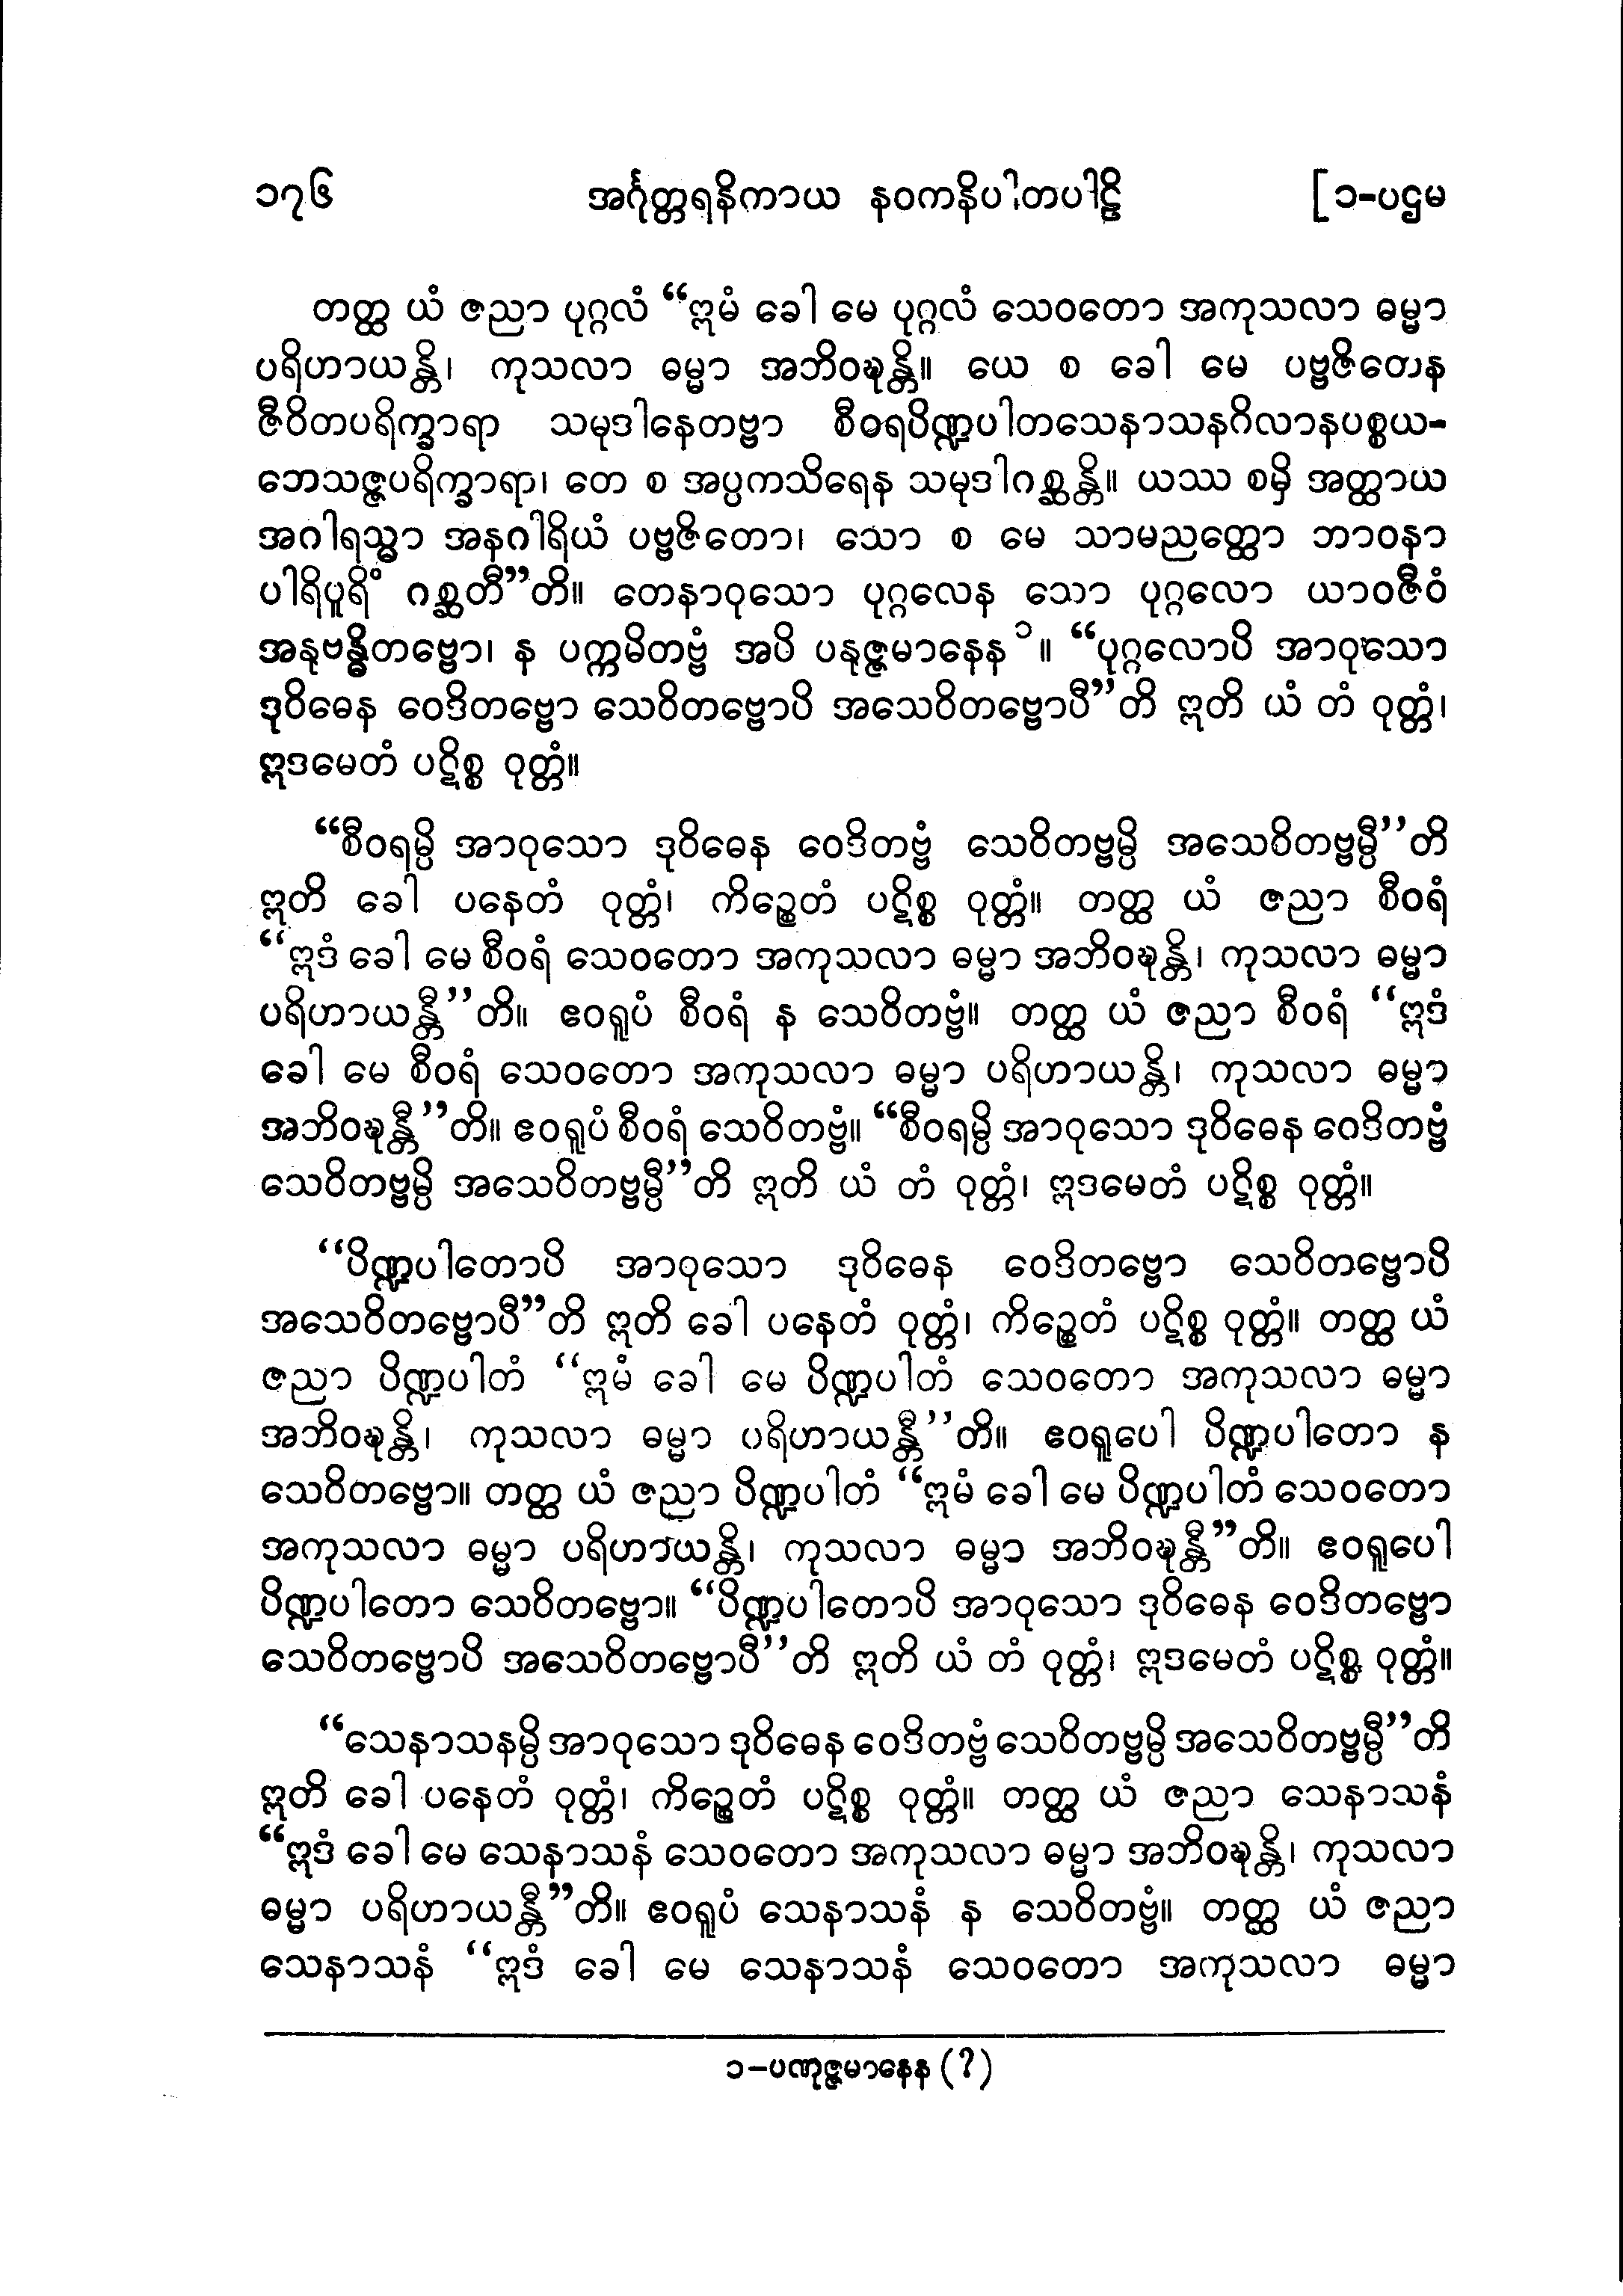 ၁၇၆ အင်္ဂုတ္တရနိကာယ နဝကနိပါတပါဠိ [၁-ပဌမ
တတ္ထ ယံ ဇညာ ပုဂ္ဂလံ “ဣမံ ခေါ မေ ပုဂ္ဂလံ သေဝတော အကုသလာ ဓမ္မာ
ပရိဟာယန္တိ၊ ကုသလာ ဓမ္မာ အဘိဝဍ္ဎန္တိ။ ယေ စ ခေါ မေ ပဗ္ဗဇိတေန
ဇီဝိတပရိက္ခာရာ သမုဒါနေတဗ္ဗာ စီဝရပိဏ္ဍပါတသေနာသနဂိလာနပစ္စယ-
ဘေသဇ္ဇပရိက္ခာရာ၊ တေ စ အပ္ပကသိရေန သမုဒါဂစ္ဆန္တိ။ ယဿ စမှိ အတ္ထာယ
အဂါရသ္မာ အနဂါရိယံ ပဗ္ဗဇိတော၊ သော စ မေ သာမညတ္ထော ဘာဝနာ
ပါရိပူရိံ ဂစ္ဆတီ”တိ။ တေနာဝုသော ပုဂ္ဂလေန သော ပုဂ္ဂလော ယာဝဇီဝံ
အနုဗန္ဓိတဗ္ဗော၊ န ပက္ကမိတဗ္ဗံ အပိ ပနုဇ္ဇမာနေန ၁။ “ပုဂ္ဂလောပိ အာဝုသော
ဒုဝိဓေန ဝေဒိတဗ္ဗော သေဝိတဗ္ဗောပိ အသေဝိတဗ္ဗောပီ”တိ ဣတိ ယံ တံ ဝုတ္တံ၊
ဣဒမေတံ ပဋိစ္စ ဝုတ္တံ။
“စီဝရမ္ပိ အာဝုသော ဒုဝိဓေန ဝေဒိတဗ္ဗံ သေဝိတဗ္ဗမ္ပိ အသေဝိတဗ္ဗမ္ပီ”တိ
ဣတိ ခေါ ပနေတံ ဝုတ္တံ၊ ကိဉ္စေတံ ပဋိစ္စ ဝုတ္တံ။ တတ္ထ ယံ ဇညာ စီဝရံ
“ဣဒံ ခေါ မေ စီဝရံ သေဝတော အကုသလာ ဓမ္မာ အဘိဝဍ္ဎန္တိ၊ ကုသလာ ဓမ္မာ
ပရိဟာယန္တီ”တိ။ ဧဝရူပံ စီဝရံ န သေဝိတဗ္ဗံ။ တတ္ထ ယံ ဇညာ စီဝရံ “ဣဒံ
ခေါ မေ စီဝရံ သေဝတော အကုသလာ ဓမ္မာ ပရိဟာယန္တိ၊ ကုသလာ ဓမ္မာ
အဘိဝဍ္ဎန္တီ”တိ။ ဧဝရူပံ စီဝရံ သေဝိတဗ္ဗံ။ “စီဝရမ္ပိ အာဝုသော ဒုဝိဓေန ဝေဒိတဗ္ဗံ
သေဝိတဗ္ဗမ္ပိ အသေဝိတဗ္ဗမ္ပီ”တိ ဣတိ ယံ တံ ဝုတ္တံ၊ ဣဒမေတံ ပဋိစ္စ ဝုတ္တံ။
“ပိဏ္ဍပါတောပိ အာဝုသော ဒုဝိဓေန ဝေဒိတဗ္ဗော သေဝိတဗ္ဗောပိ
အသေဝိတဗ္ဗောပီ”တိ ဣတိ ခေါ ပနေတံ ဝုတ္တံ၊ ကိဉ္စေတံ ပဋိစ္စ ဝုတ္တံ။ တတ္ထ ယံ
ဇညာ ပိဏ္ဍပါတံ “ဣမံ ခေါ မေ ပိဏ္ဍပါတံ သေဝတော အကုသလာ ဓမ္မာ
အဘိဝဍ္ဎန္တိ၊ ကုသလာ ဓမ္မာ ပရိဟာယန္တီ”တိ။ ဧဝရူပေါ ပိဏ္ဍပါတော န
သေဝိတဗ္ဗော။ တတ္ထ ယံ ဇညာ ပိဏ္ဍပါတံ “ဣမံ ခေါ မေ ပိဏ္ဍပါတံ သေဝတော
အကုသလာ ဓမ္မာ ပရိဟာယန္တိ၊ ကုသလာ ဓမ္မာ အဘိဝဍ္ဎန္တီ”တိ။ ဧဝရူပေါ
ပိဏ္ဍပါတော သေဝိတဗ္ဗော။ “ပိဏ္ဍပါတောပိ အာဝုသော ဒုဝိဓေန ဝေဒိတဗ္ဗော
သေဝိတဗ္ဗောပိ အသေဝိတဗ္ဗောပီ”တိ ဣတိ ယံ တံ ဝုတ္တံ၊ ဣဒမေတံ ပဋိစ္စ ဝုတ္တံ။
“သေနာသနမ္ပိ အာဝုသော ဒုဝိဓေန ဝေဒိတဗ္ဗံ သေဝိတဗ္ဗမ္ပိ အသေဝိတဗ္ဗမ္ပီ”တိ
ဣတိ ခေါ ပနေတံ ဝုတ္တံ၊ ကိဉ္စေတံ ပဋိစ္စ ဝုတ္တံ။ တတ္ထ ယံ ဇညာ သေနာသနံ
“ဣဒံ ခေါ မေ သေနာသနံ သေဝတော အကုသလာ ဓမ္မာ အဘိဝဍ္ဎန္တိ၊ ကုသလာ
ဓမ္မာ ပရိဟာယန္တီ”တိ။ ဧဝရူပံ သေနာသနံ န သေဝိတဗ္ဗံ။ တတ္ထ ယံ ဇညာ
သေနာသနံ “ဣဒံ ခေါ မေ သေနာသနံ သေဝတော အကုသလာ ဓမ္မာ
၁-ပဏုဇ္ဇမာနေန (?)